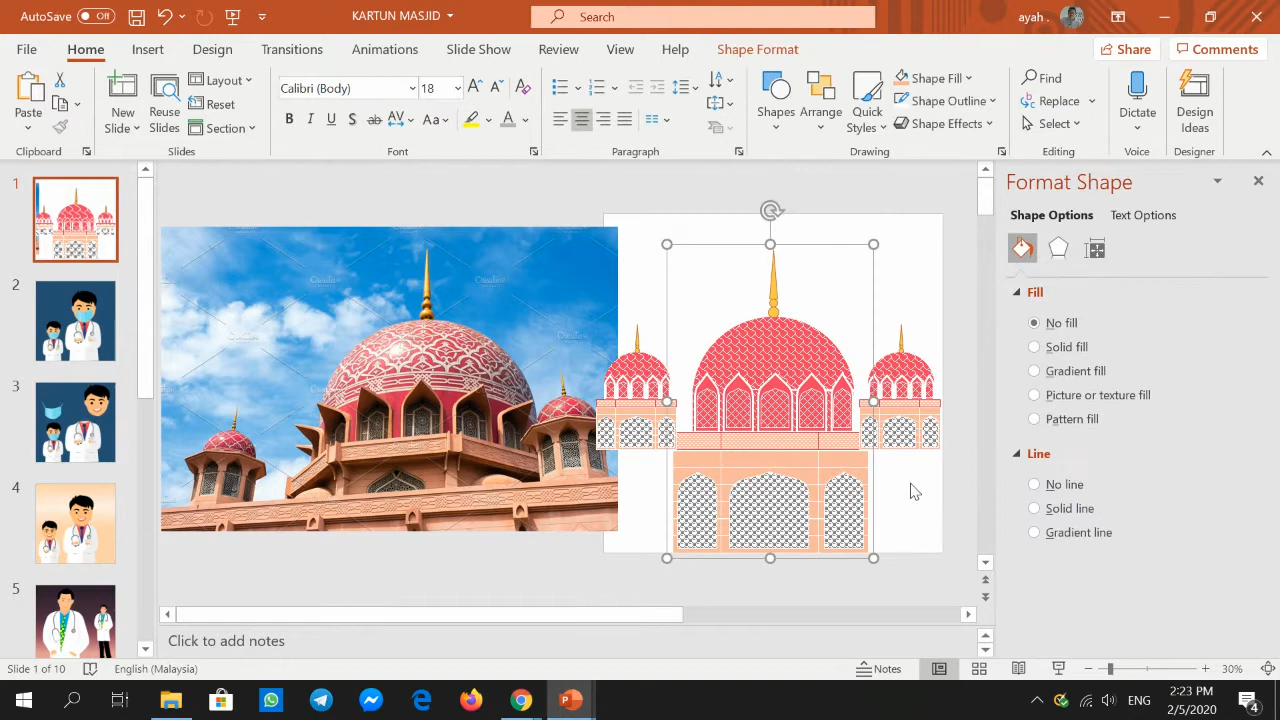 AutoSave Off
KARTUN MASJID
Search
ayah .
File Home Insert Design Transitions Animations Slide Show Review View Help Shape Format
Share Comments
Paste
Clipboard
New Slide
Reuse Slides
Layout
Reset
Section
Slides
Calibri (Body) 18
B I U S ab AV Aa A
Font
Paragraph
Shapes
Arrange
Quick Styles
Shape Fill
Shape Outline
Shape Effects
Drawing
Find
Replace
Select
Editing
Dictate
Voice
Design Ideas
Designer
1
2
3
4
5
Creative
Format Shape
Shape Options Text Options
Fill
No fill
Solid fill
Gradient fill
Picture or texture fill
Pattern fill
Line
No line
Solid line
Gradient line
Click to add notes
Slide 1 of 10 English (Malaysia) Notes 30%
ENG
2:23 PM
2/5/2020
4